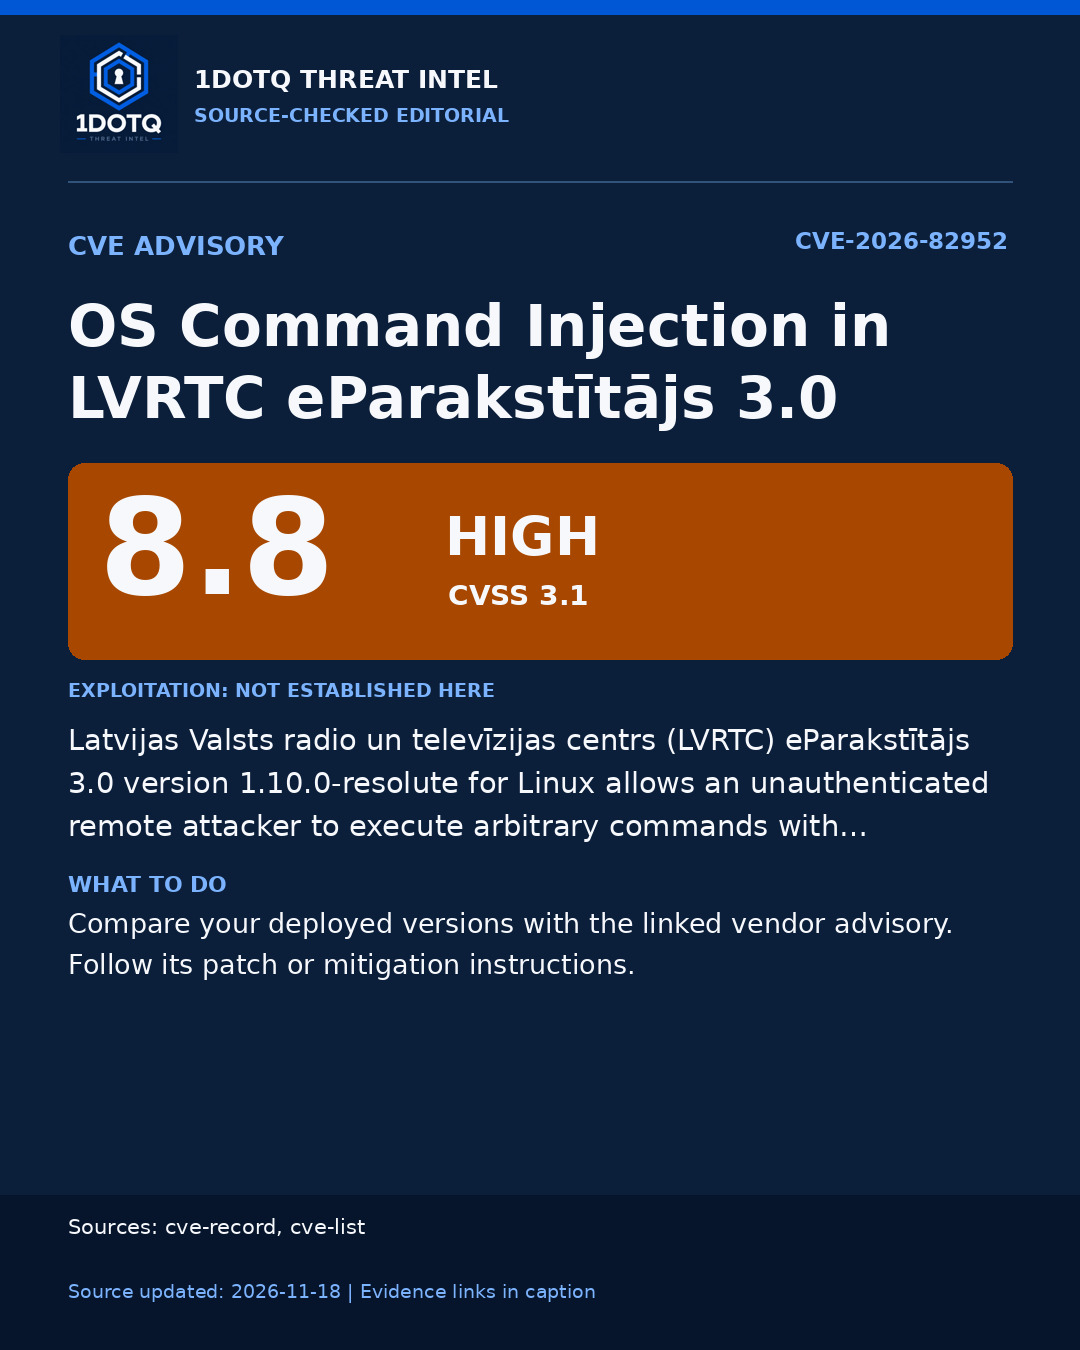 1DOTQ
THREAT INTEL
1DOTQ THREAT INTEL
SOURCE-CHECKED EDITORIAL
CVE ADVISORY
CVE-2026-82952
OS Command Injection in
LVRTC eParakstītājs 3.0
8.8
HIGH
CVSS 3.1
EXPLOITATION: NOT ESTABLISHED HERE
Latvijas Valsts radio un televīzijas centrs (LVRTC) eParakstītājs
3.0 version 1.10.0-resolute for Linux allows an unauthenticated
remote attacker to execute arbitrary commands with...
WHAT TO DO
Compare your deployed versions with the linked vendor advisory.
Follow its patch or mitigation instructions.
Sources: cve-record, cve-list
Source updated: 2026-11-18 | Evidence links in caption